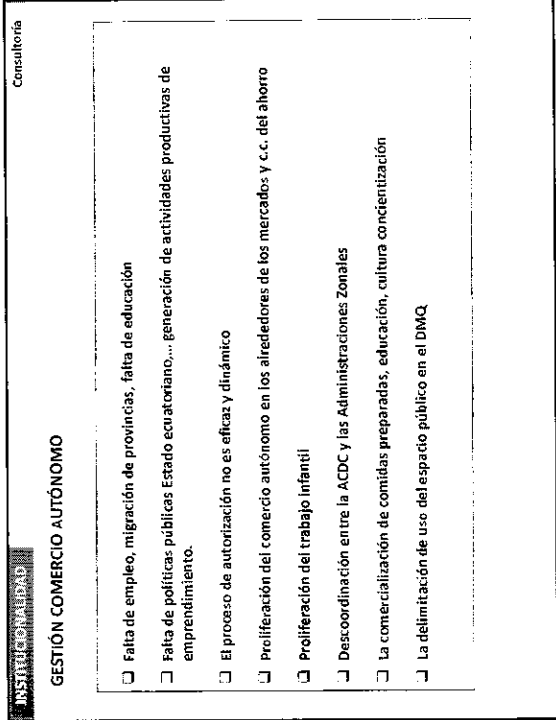 INSTITUCIONALIDAD
Consultoría
GESTIÓN COMERCIO AUTÓNOMO
❑ Falta de empleo, migración de provincias, falta de educación
❑ Falta de políticas públicas Estado ecuatoriano,... generación de actividades productivas de
emprendimiento.
❑ El proceso de autorización no es eficaz y dinámico
❑ Proliferación del comercio autónomo en los alrededores de los mercados y c.c. del ahorro
❑ Proliferación del trabajo infantil
❑ Descoordinación entre la ACDC y las Administraciones Zonales
❑ La comercialización de comidas preparadas, educación, cultura concientización
❑ La delimitación de uso del espacio público en el DMQ